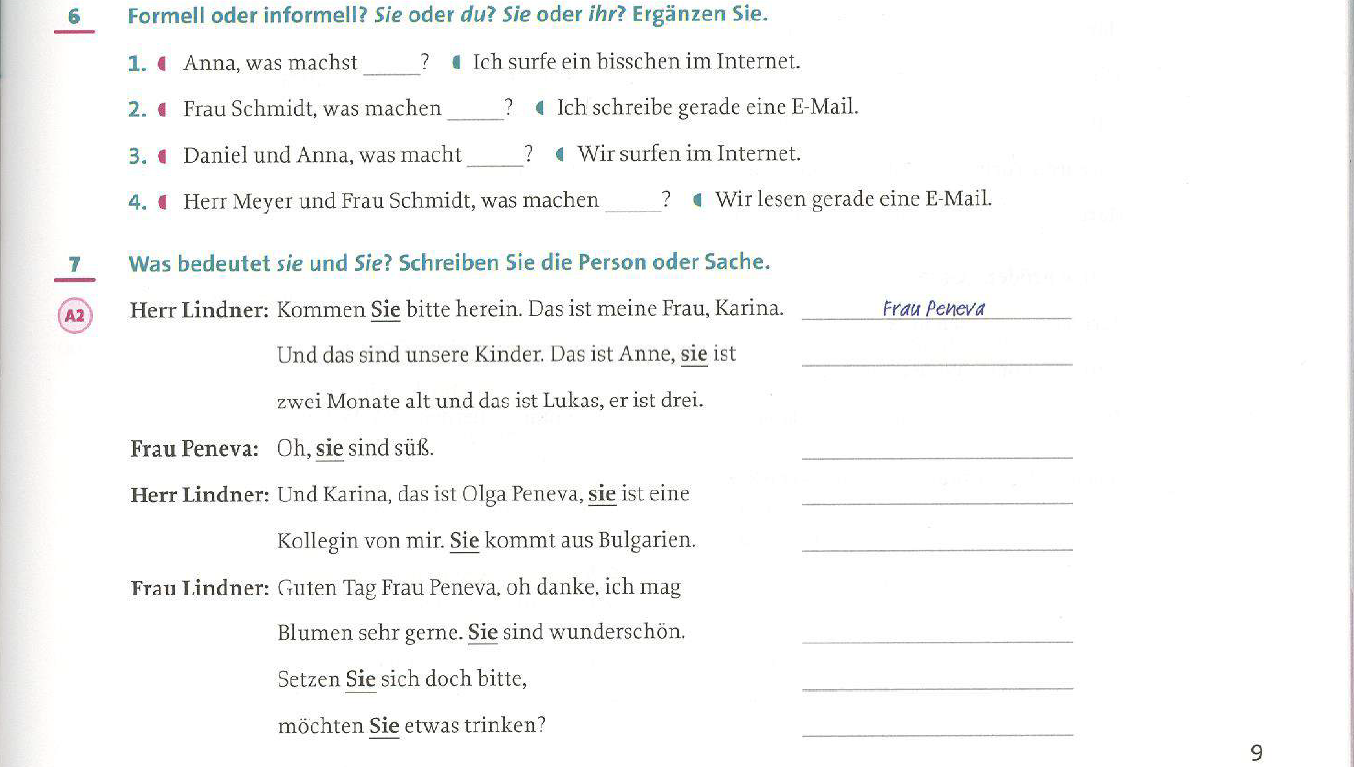 6 Formell oder informell? Sie oder du? Sie oder ihr? Ergänzen Sie.
1. Anna, was machst _____? Ich surfe ein bisschen im Internet.
2. Frau Schmidt, was machen _____? Ich schreibe gerade eine E-Mail.
3. Daniel und Anna, was macht _____? Wir surfen im Internet.
4. Herr Meyer und Frau Schmidt, was machen _____? Wir lesen gerade eine E-Mail.
7 Was bedeutet sie und Sie? Schreiben Sie die Person oder Sache.
A2 Herr Lindner: Kommen Sie bitte herein. Das ist meine Frau, Karina. Frau Peneva
Und das sind unsere Kinder. Das ist Anne, sie ist
zwei Monate alt und das ist Lukas, er ist drei.
Frau Peneva: Oh, sie sind süß.
Herr Lindner: Und Karina, das ist Olga Peneva, sie ist eine
Kollegin von mir. Sie kommt aus Bulgarien.
Frau Lindner: Guten Tag Frau Peneva, oh danke, ich mag
Blumen sehr gerne. Sie sind wunderschön.
Setzen Sie sich doch bitte,
möchten Sie etwas trinken?
9